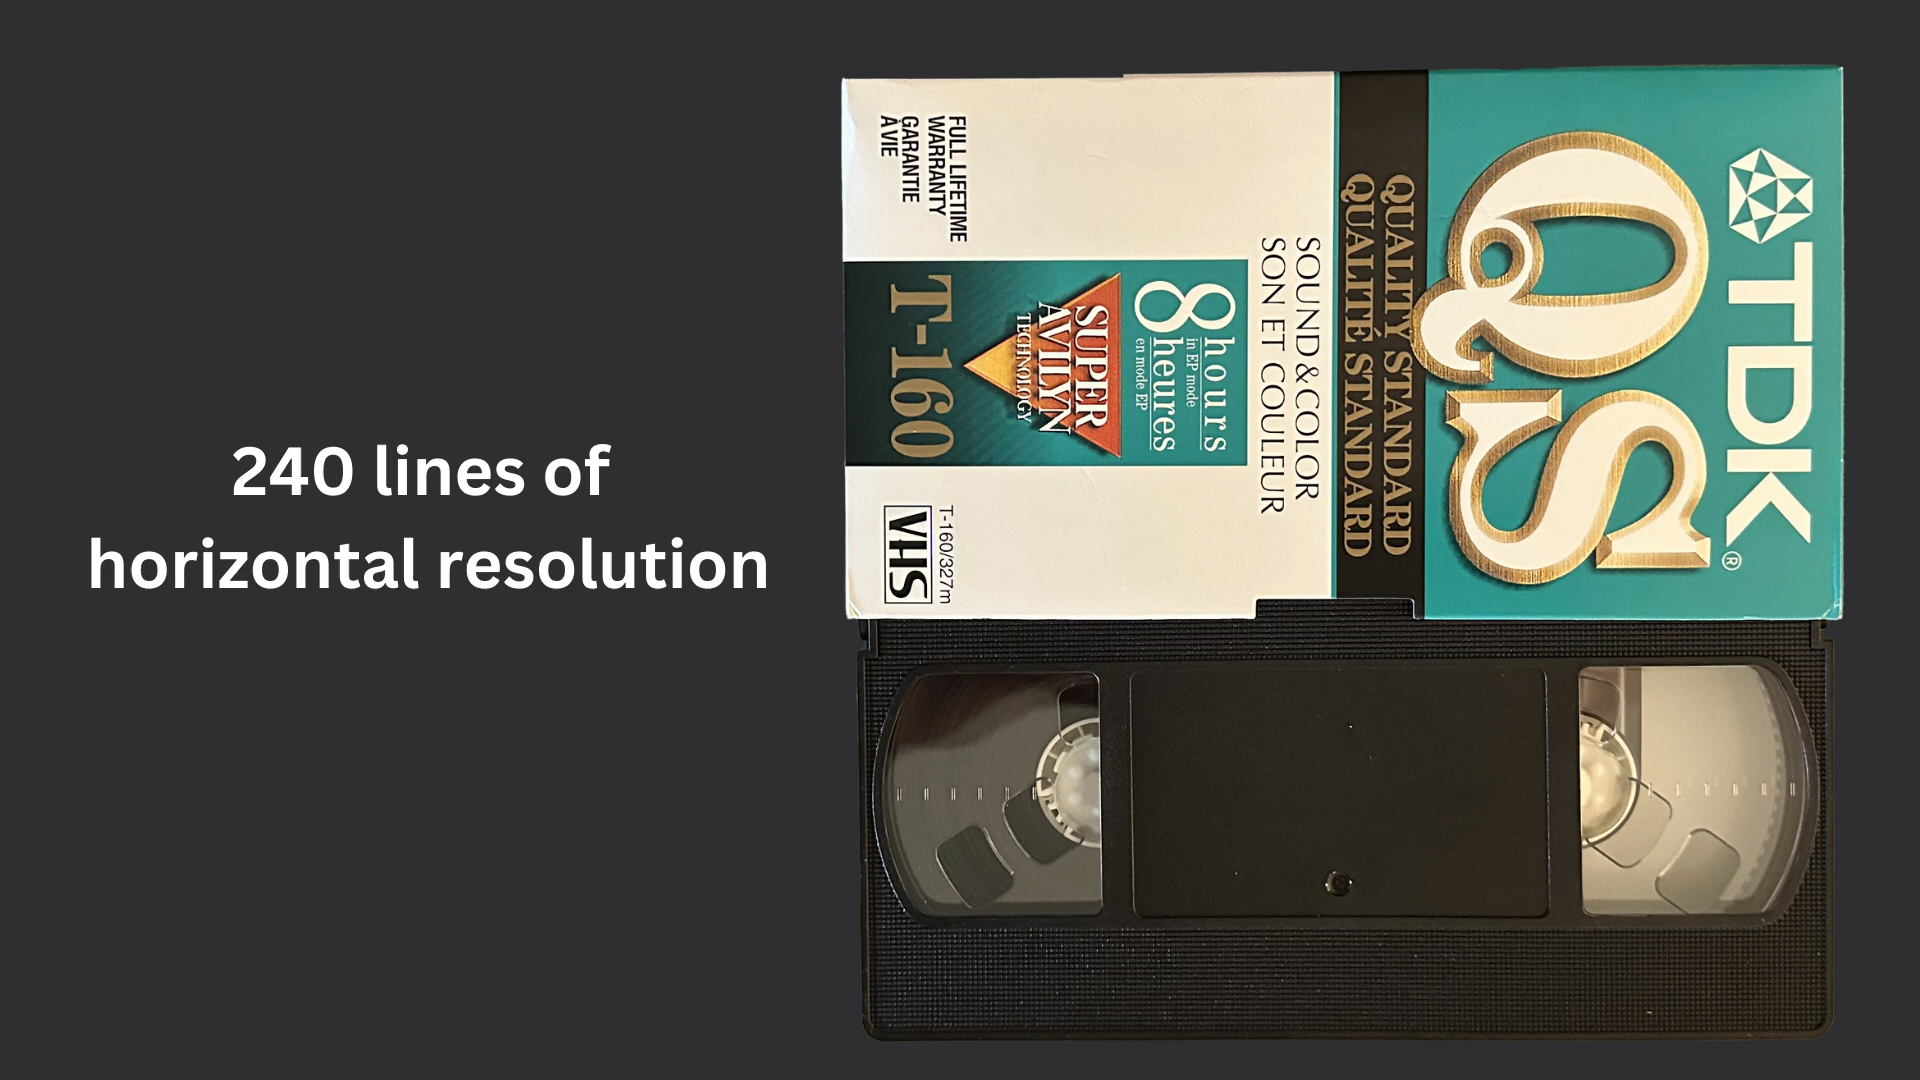 240 lines of
horizontal resolution
TDK®
QS
QUALITY STANDARD
QUALITÉ STANDARD
SOUND & COLOR
SON ET COULEUR
8 hours
in EP mode
heures
en mode EP
SUPER
AVILYN
TECHNOLOGY
T-160
FULL LIFETIME
WARRANTY
GARANTIE
À VIE
T-160/327m
VHS